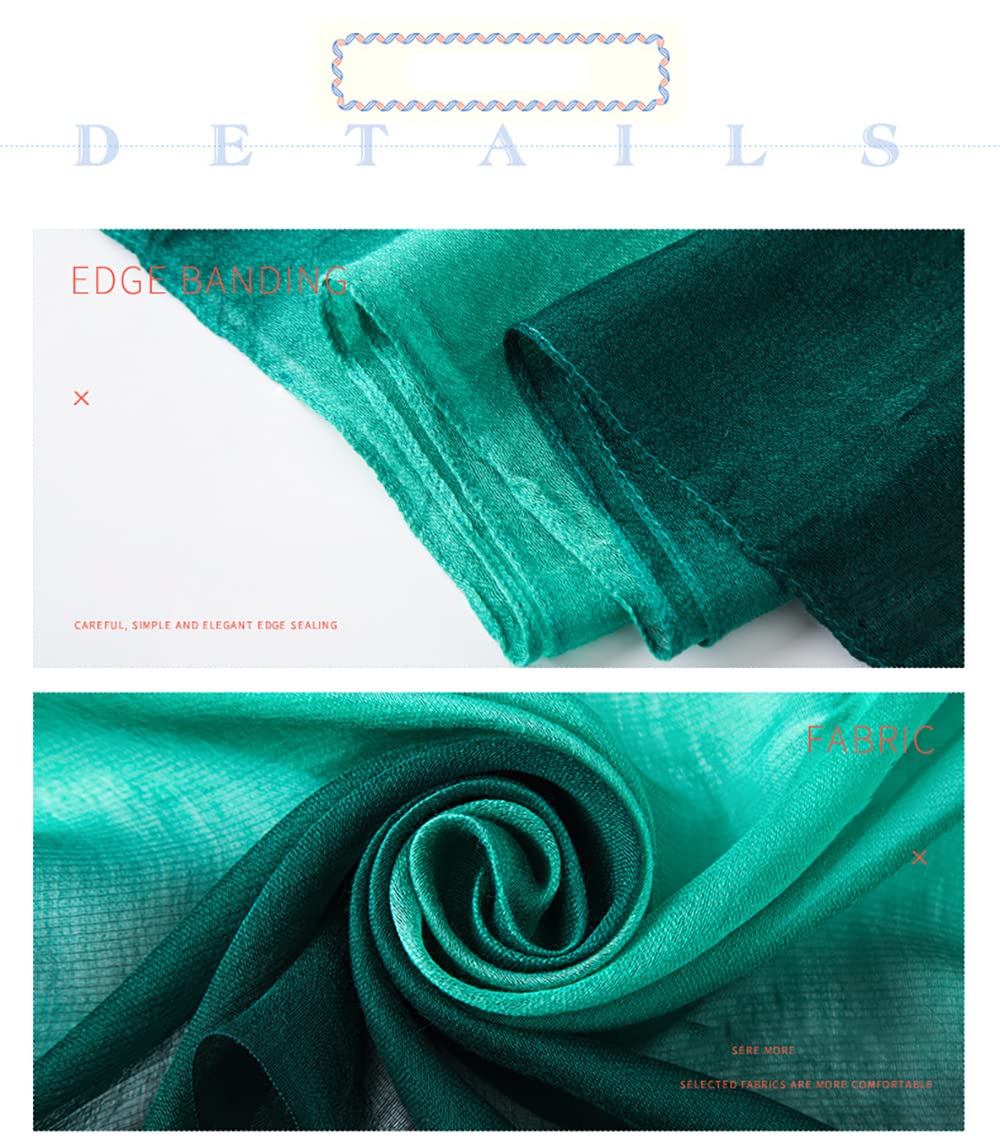 DETAILS
EDGE BANDING
CAREFUL, SIMPLE AND ELEGANT EDGE SEALING
FABRIC
SERE MORE
SELECTED FABRICS ARE MORE COMFORTABLE